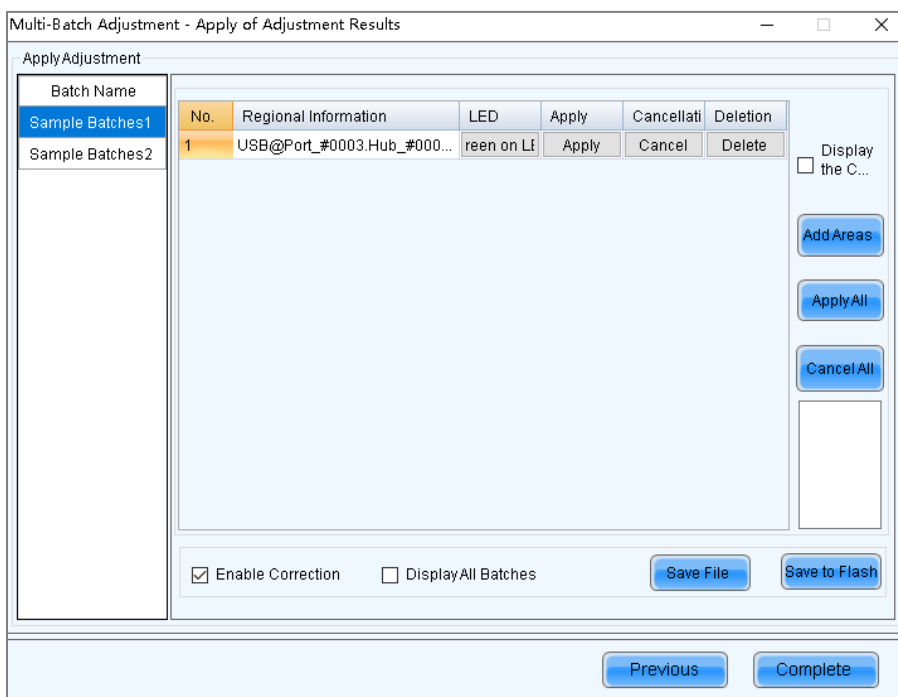 Multi-Batch Adjustment - Apply of Adjustment Results
Apply Adjustment
Batch Name
Sample Batches1
Sample Batches2
No. Regional Information LED Apply Cancellati Deletion
1 USB@Port_#0003.Hub_#000... reen on LE Apply Cancel Delete
Display
the C...
Add Areas
Apply All
Cancel All
Enable Correction Display All Batches Save File Save to Flash
Previous Complete